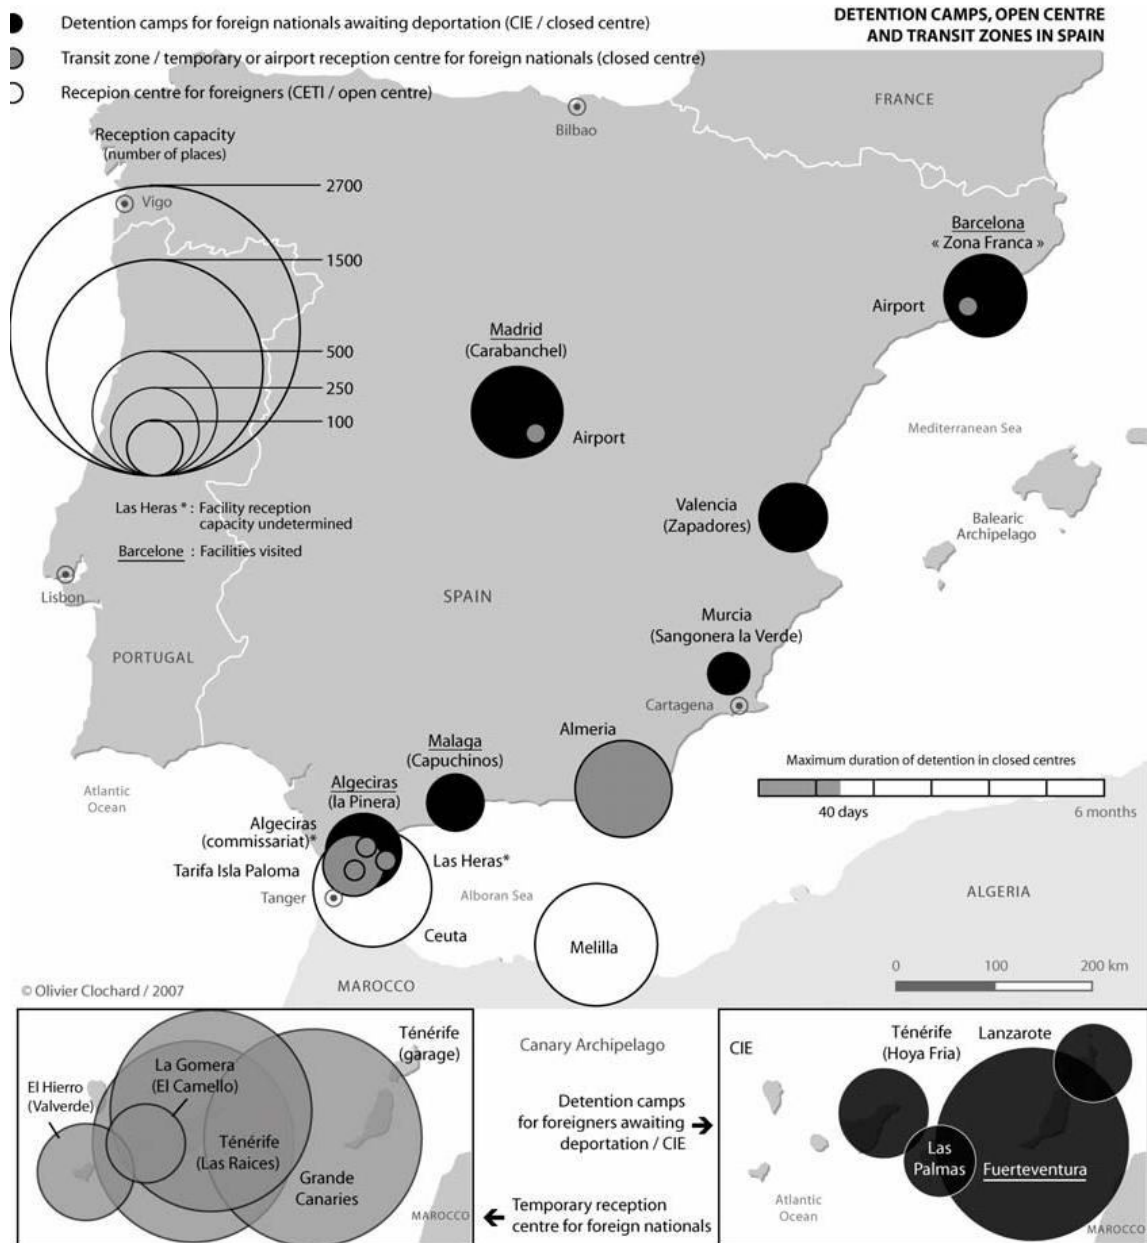 DETENTION CAMPS, OPEN CENTRE
AND TRANSIT ZONES IN SPAIN
Detention camps for foreign nationals awaiting deportation (CIE / closed centre)
Transit zone / temporary or airport reception centre for foreign nationals (closed centre)
Recepion centre for foreigners (CETI / open centre)
Reception capacity
(number of places)
2700
1500
500
250
100
Las Heras * : Facility reception
capacity undetermined
Barcelone : Facilities visited
FRANCE
Bilbao
Vigo
Barcelona
« Zona Franca »
Airport
Madrid
(Carabanchel)
Airport
Mediterranean Sea
Valencia
(Zapadores)
Balearic
Archipelago
Lisbon
SPAIN
PORTUGAL
Murcia
(Sangonera la Verde)
Cartagena
Almeria
Malaga
(Capuchinos)
Algeciras
(la Pinera)
Atlantic
Ocean
Maximum duration of detention in closed centres
40 days
6 months
Algeciras
(commissariat)*
Las Heras*
Tarifa Isla Paloma
Tanger
Alboran Sea
ALGERIA
Ceuta
Melilla
0
100
200 km
MAROCCO
© Olivier Clochard / 2007
Ténérife
(garage)
La Gomera
(El Camello)
El Hierro
(Valverde)
Ténérife
(Las Raices)
Grande
Canaries
MAROCCO
Canary Archipelago
Detention camps
for foreigners awaiting
deportation / CIE
Temporary reception
centre for foreign nationals
CIE
Ténérife
(Hoya Fria)
Lanzarote
Las
Palmas
Fuerteventura
Atlantic
Ocean
MAROCCO